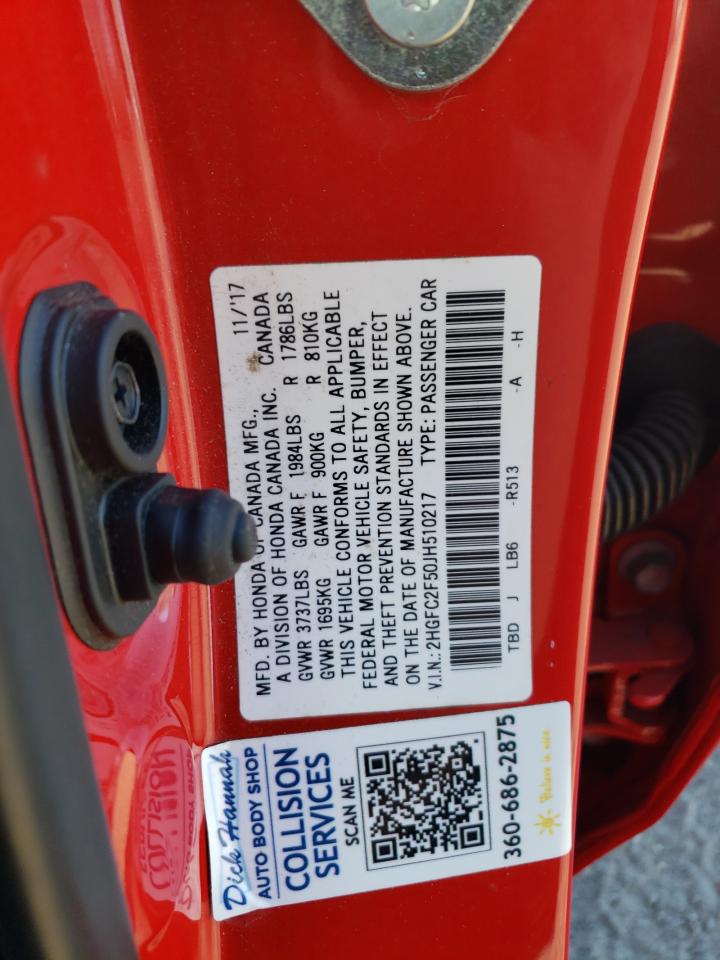 11/'17
MFD. BY HONDA OF CANADA MFG.,
A DIVISION OF HONDA CANADA INC. CANADA
GVWR 3737LBS GAWR F 1984LBS R 1786LBS
GVWR 1695KG GAWR F 900KG R 810KG
THIS VEHICLE CONFORMS TO ALL APPLICABLE
FEDERAL MOTOR VEHICLE SAFETY, BUMPER,
AND THEFT PREVENTION STANDARDS IN EFFECT
ON THE DATE OF MANUFACTURE SHOWN ABOVE.
V.I.N.: 2HGFC2F50JH510217 TYPE: PASSENGER CAR
TBD J LB6 -R513 -A -H
Dick Hannah
AUTO BODY SHOP
COLLISION
SERVICES
SCAN ME
360-686-2875
Believe in nice